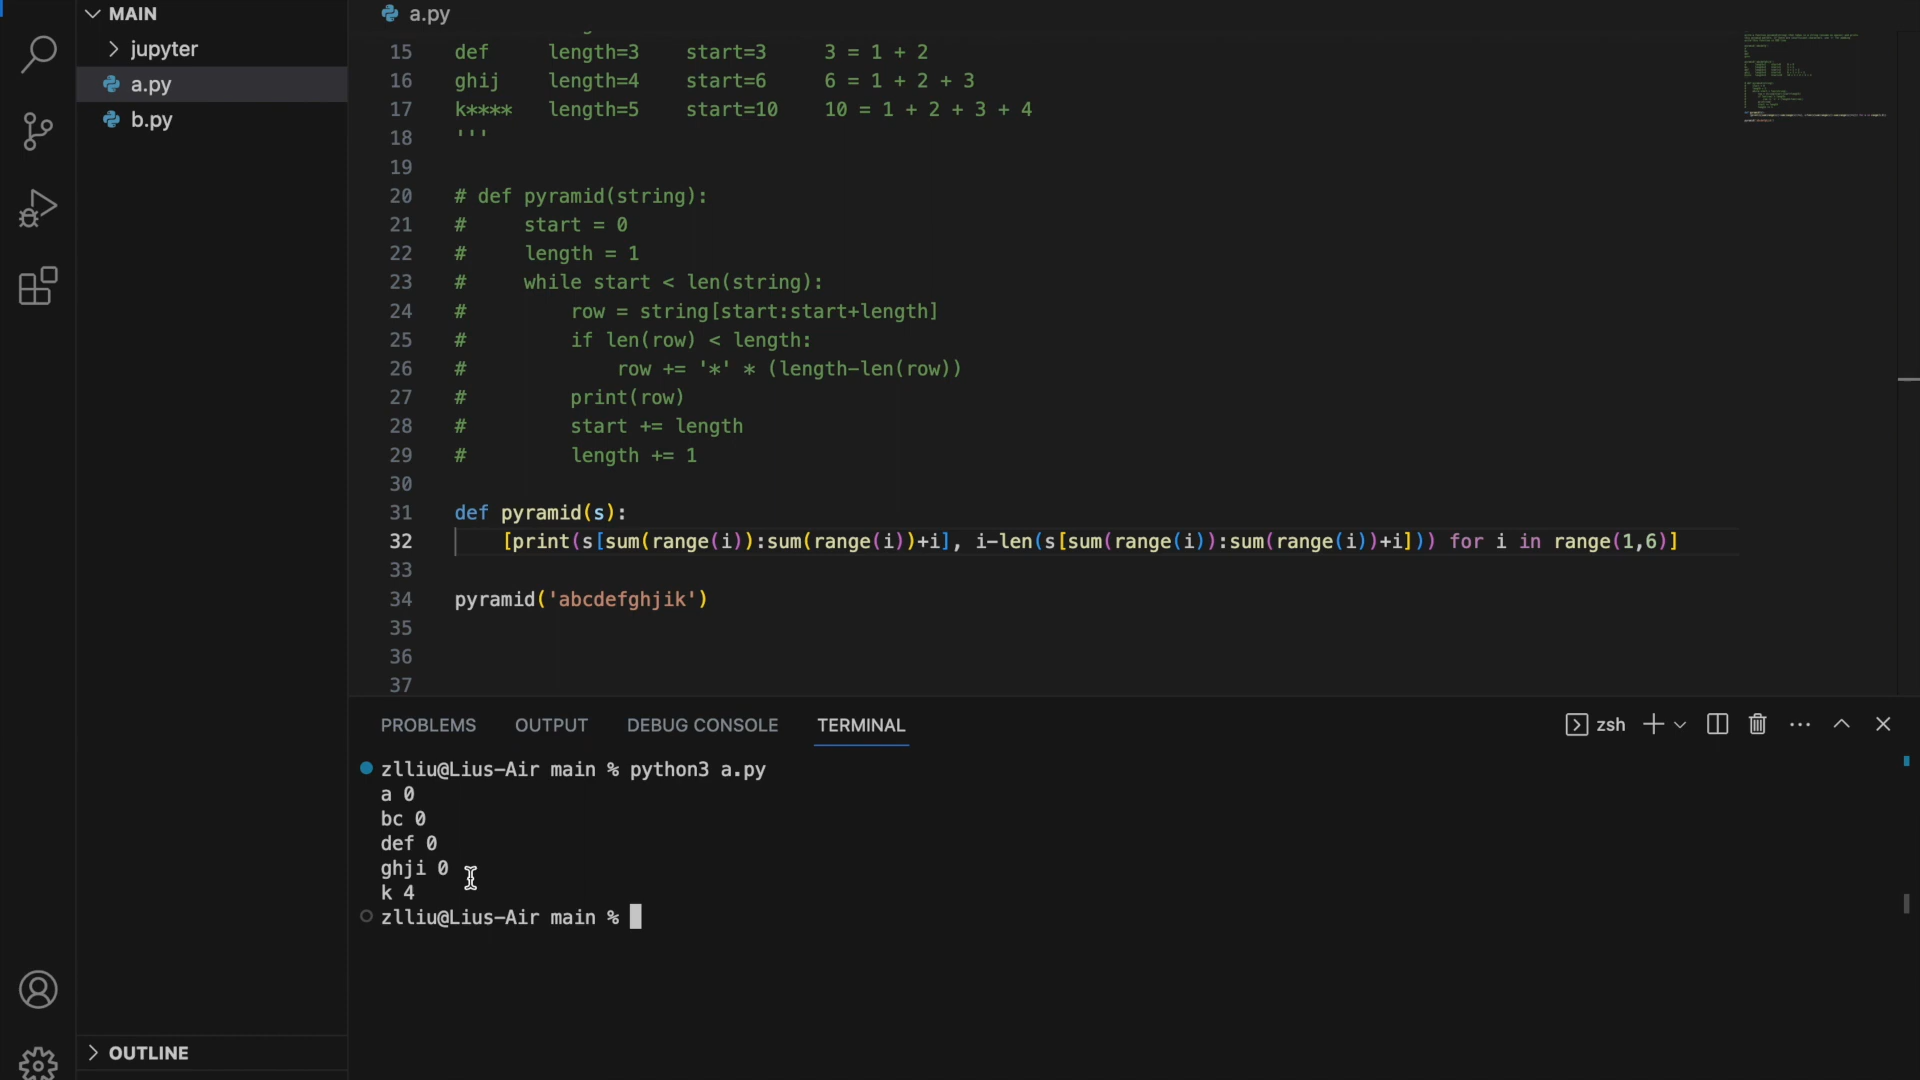 MAIN
jupyter
a.py
b.py
OUTLINE
a.py
15 def length=3 start=3 3 = 1 + 2
16 ghij length=4 start=6 6 = 1 + 2 + 3
17 k**** length=5 start=10 10 = 1 + 2 + 3 + 4
18 '''
19
20 # def pyramid(string):
21 #     start = 0
22 #     length = 1
23 #     while start < len(string):
24 #         row = string[start:start+length]
25 #         if len(row) < length:
26 #             row += '*' * (length-len(row))
27 #         print(row)
28 #         start += length
29 #         length += 1
30
31 def pyramid(s):
32     [print(s[sum(range(i)):sum(range(i))+i], i-len(s[sum(range(i)):sum(range(i))+i])) for i in range(1,6)]
33
34 pyramid('abcdefghjik')
35
36
37
PROBLEMS OUTPUT DEBUG CONSOLE TERMINAL zsh
zlliu@Lius-Air main % python3 a.py
a 0
bc 0
def 0
ghji 0
k 4
zlliu@Lius-Air main %